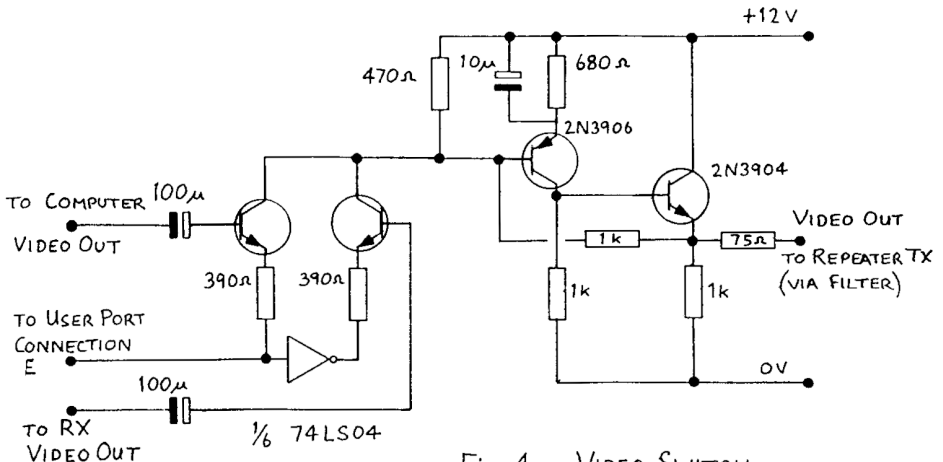 +12V
470Ω
10μ
680Ω
2N3906
2N3904
TO COMPUTER
VIDEO OUT
100μ
VIDEO OUT
TO REPEATER TX
(VIA FILTER)
1k
75Ω
390Ω
390Ω
1k
1k
TO USER PORT
CONNECTION
E
0V
100μ
TO RX
VIDEO OUT
1/6 74LS04